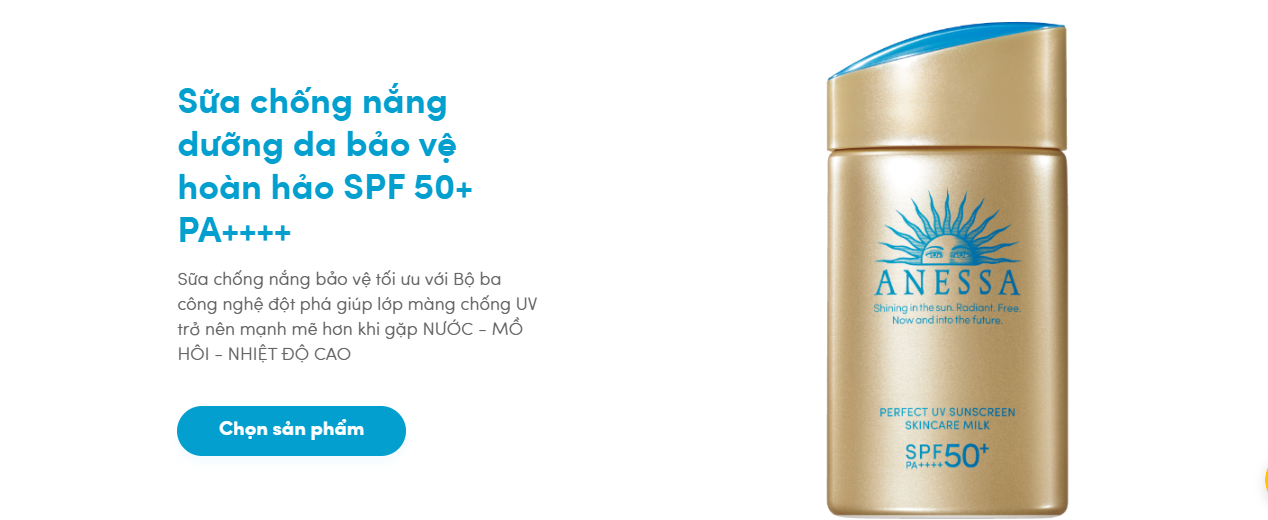 Sữa chống nắng
dưỡng da bảo vệ
hoàn hảo SPF 50+
PA++++
Sữa chống nắng bảo vệ tối ưu với Bộ ba
công nghệ đột phá giúp lớp màng chống UV
trở nên mạnh mẽ hơn khi gặp NƯỚC - MỒ
HÔI - NHIỆT ĐỘ CAO
Chọn sản phẩm
ANESSA
Shining in the sun. Radiant. Free.
Now and into the future.
PERFECT UV SUNSCREEN
SKINCARE MILK
SPF50+
PA++++